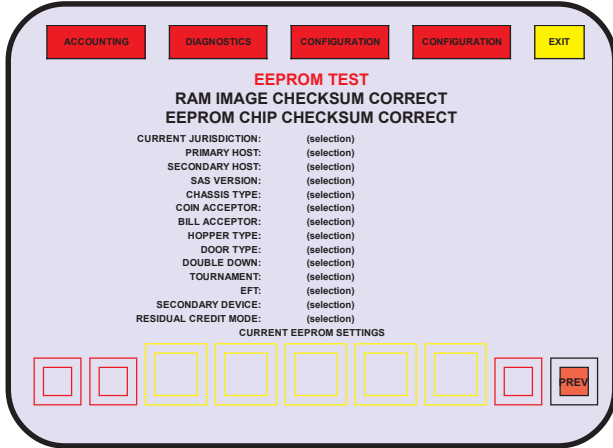 ACCOUNTING DIAGNOSTICS CONFIGURATION CONFIGURATION EXIT
EEPROM TEST
RAM IMAGE CHECKSUM CORRECT
EEPROM CHIP CHECKSUM CORRECT
CURRENT JURISDICTION: (selection)
PRIMARY HOST: (selection)
SECONDARY HOST: (selection)
SAS VERSION: (selection)
CHASSIS TYPE: (selection)
COIN ACCEPTOR: (selection)
BILL ACCEPTOR: (selection)
HOPPER TYPE: (selection)
DOOR TYPE: (selection)
DOUBLE DOWN: (selection)
TOURNAMENT: (selection)
EFT: (selection)
SECONDARY DEVICE: (selection)
RESIDUAL CREDIT MODE: (selection)
CURRENT EEPROM SETTINGS
PREV